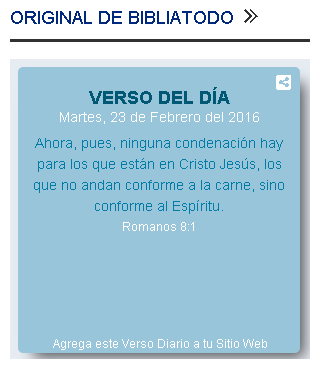 ORIGINAL DE BIBLIATODO »
VERSO DEL DÍA
Martes, 23 de Febrero del 2016
Ahora, pues, ninguna condenación hay
para los que están en Cristo Jesús, los
que no andan conforme a la carne, sino
conforme al Espíritu.
Romanos 8:1
Agrega este Verso Diario a tu Sitio Web